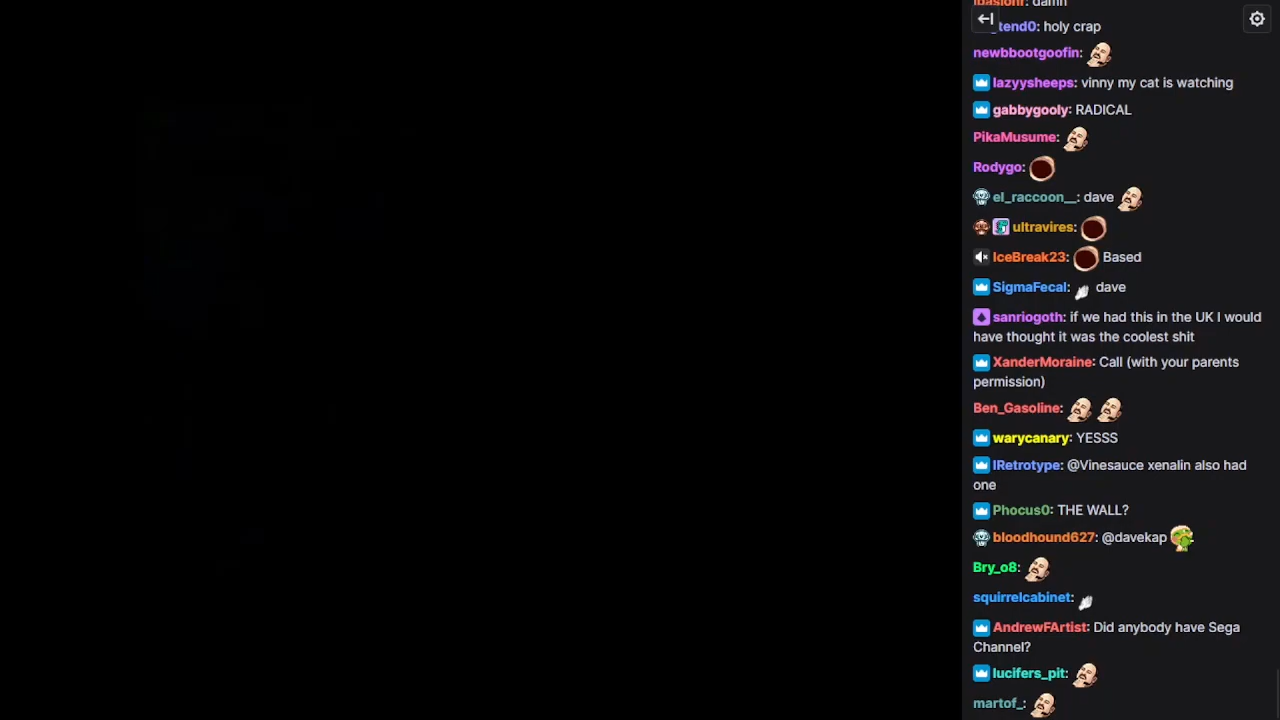 damn
tend0: holy crap
newbbootgoofin:
lazyysheeps: vinny my cat is watching
gabbygooly: RADICAL
PikaMusume:
Rodygo:
el_raccoon__: dave
ultravires:
IceBreak23: Based
SigmaFecal: dave
sanriogoth: if we had this in the UK I would
have thought it was the coolest shit
XanderMoraine: Call (with your parents
permission)
Ben_Gasoline:
warycanary: YESSS
IRetrotype: @Vinesauce xenalin also had
one
Phocus0: THE WALL?
bloodhound627: @davekap
Bry_o8:
squirrelcabinet:
AndrewFArtist: Did anybody have Sega
Channel?
lucifers_pit:
martof_: